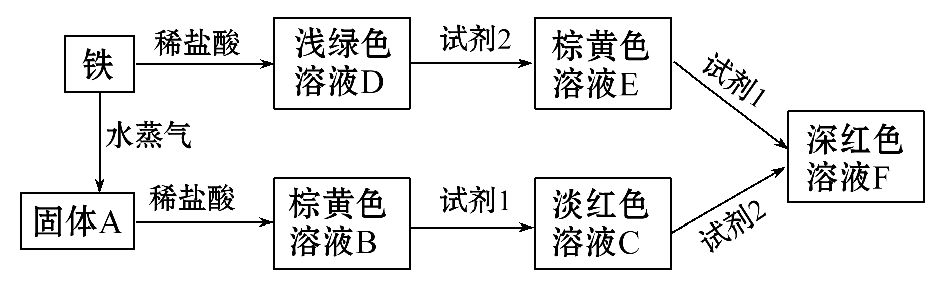 铁
稀盐酸
浅绿色
溶液D
试剂2
棕黄色
溶液E
试剂1
水蒸气
深红色
溶液F
固体A
稀盐酸
棕黄色
溶液B
试剂1
淡红色
溶液C
试剂2